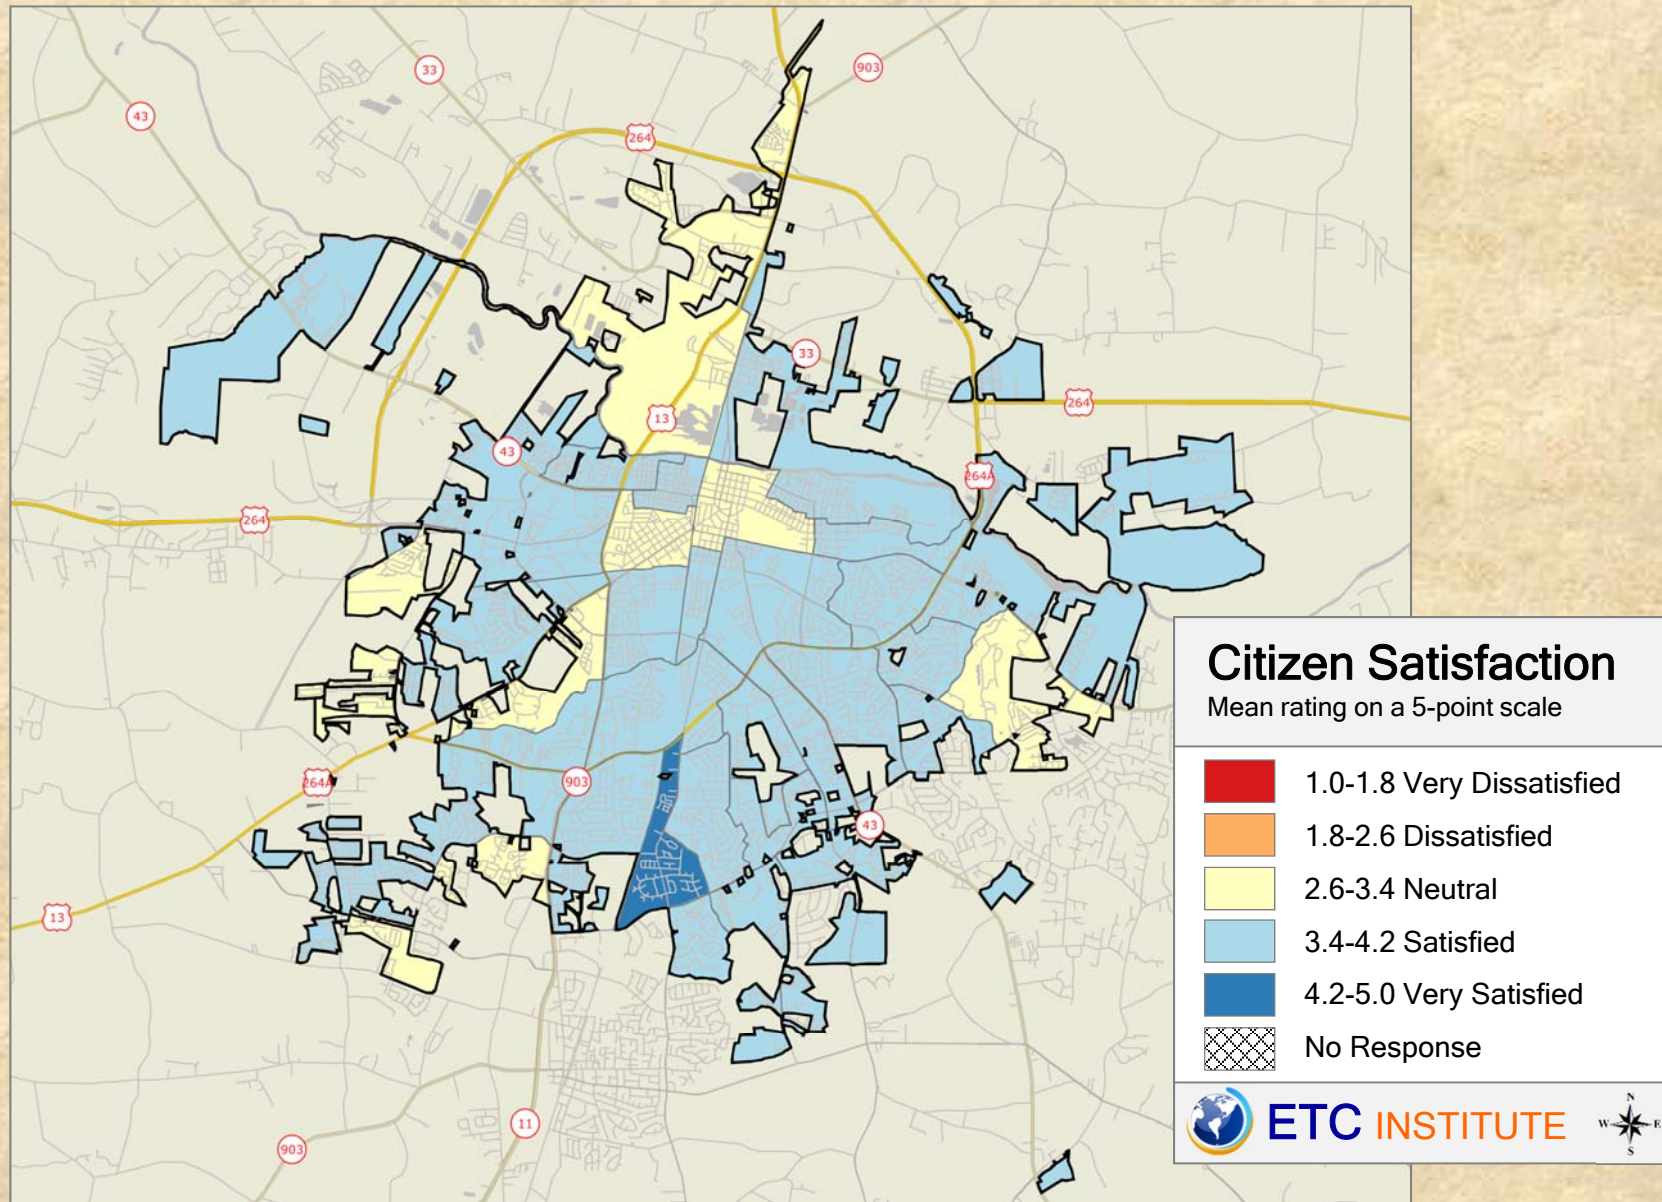 903
33
43
264
33
264
13
43
264A
264
Citizen Satisfaction
Mean rating on a 5-point scale
1.0-1.8 Very Dissatisfied
264A
903
1.8-2.6 Dissatisfied
43
2.6-3.4 Neutral
13
3.4-4.2 Satisfied
4.2-5.0 Very Satisfied
No Response
11
ETC INSTITUTE
N
W E
S
903